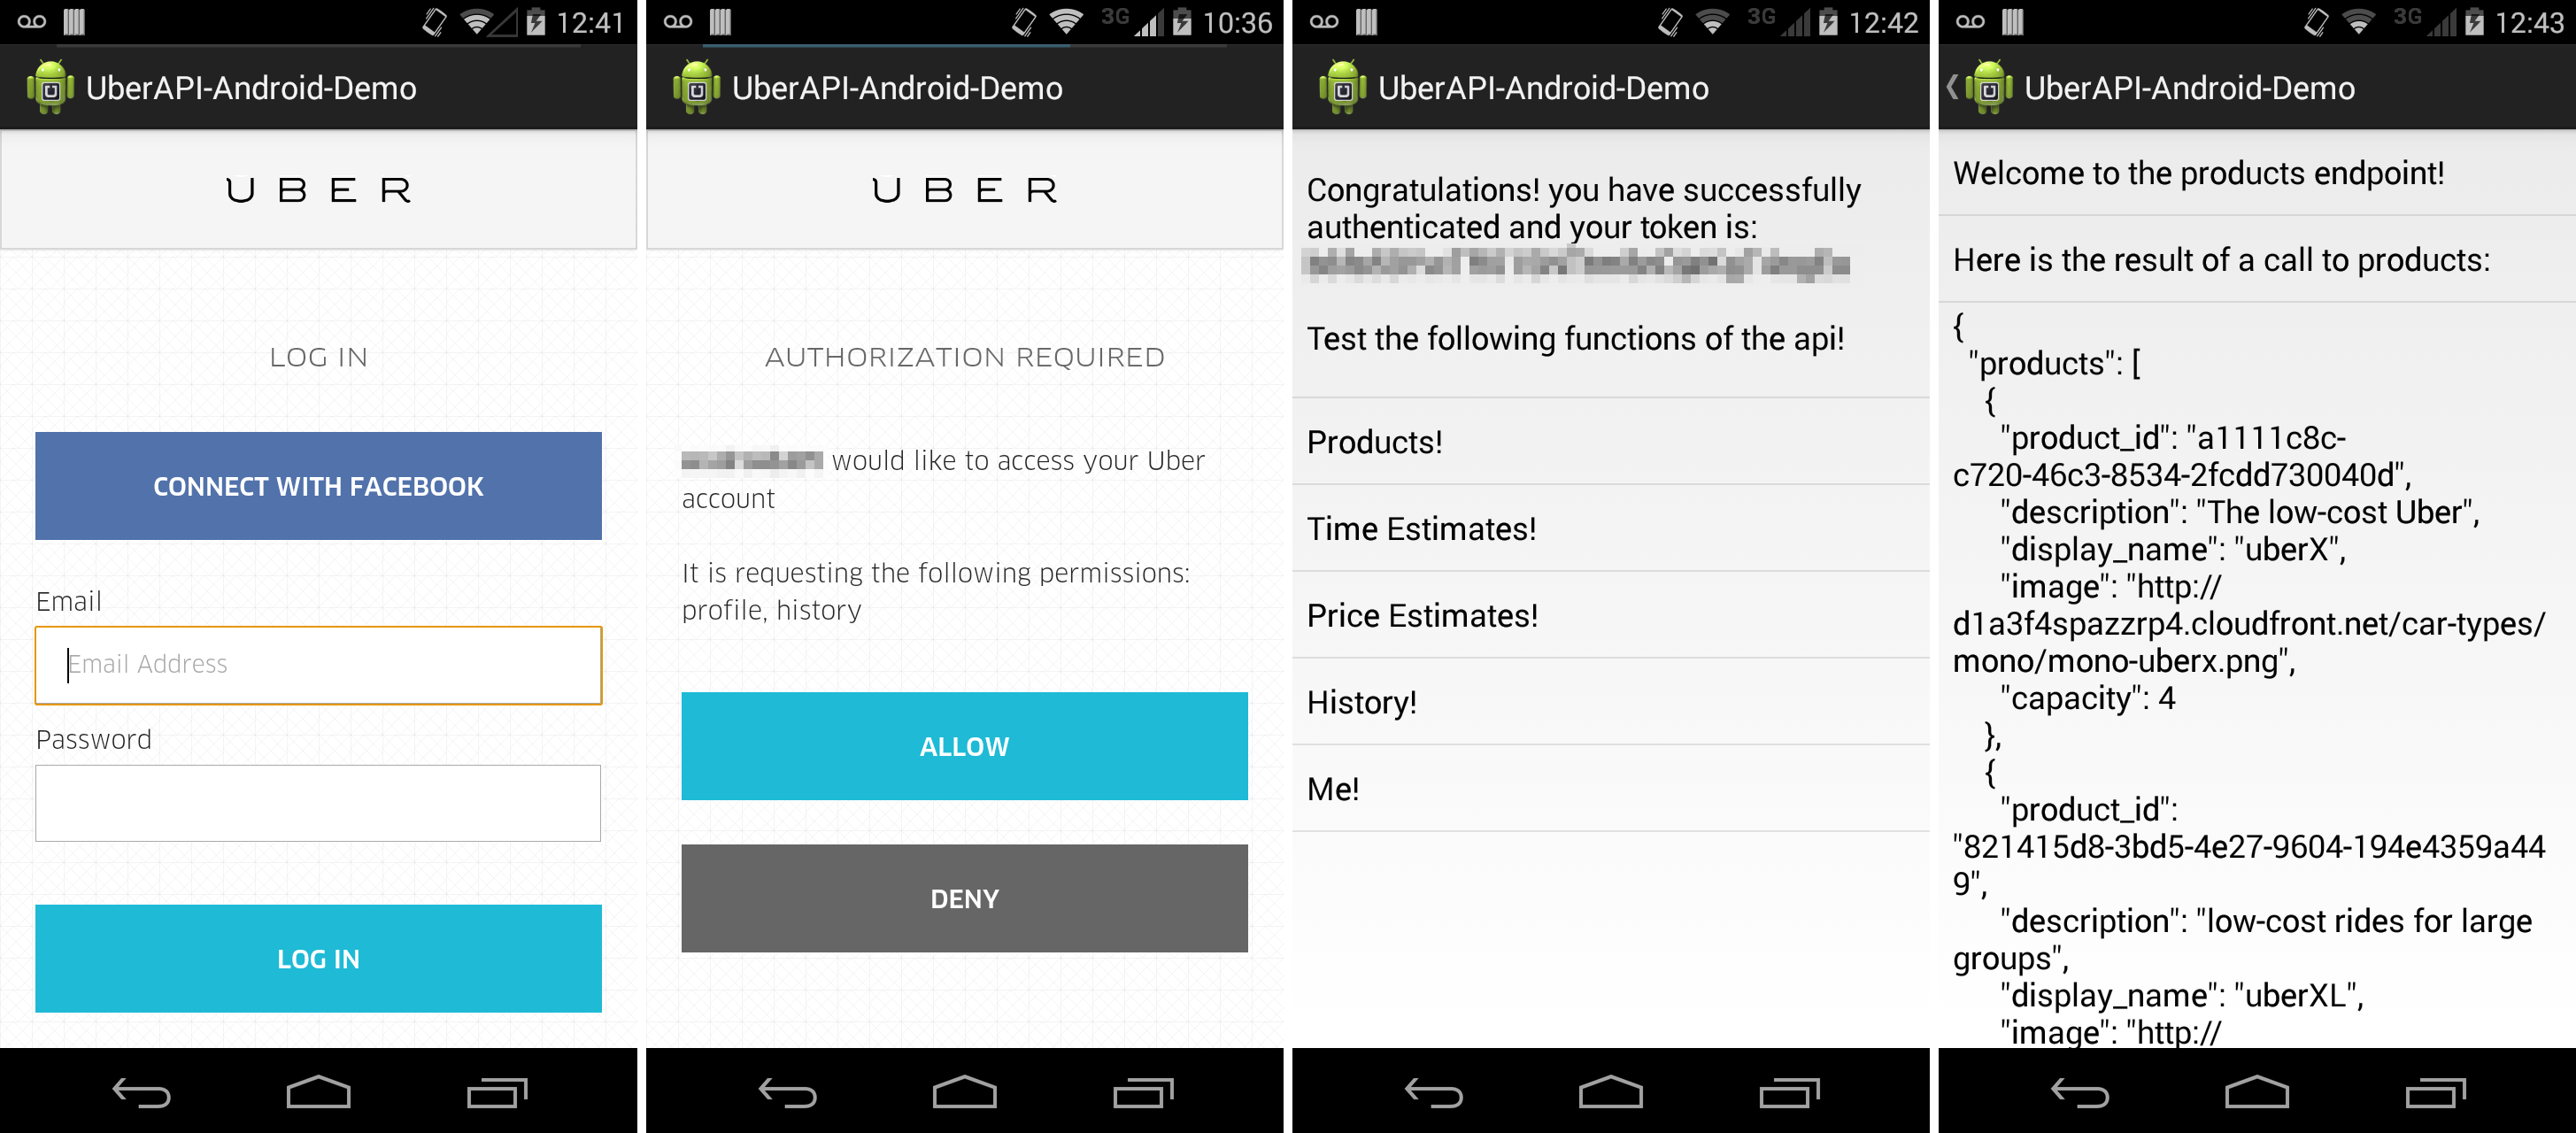 12:41
UberAPI-Android-Demo
UBER
LOG IN
CONNECT WITH FACEBOOK
Email
Email Address
Password
LOG IN
3G 10:36
UberAPI-Android-Demo
UBER
AUTHORIZATION REQUIRED
would like to access your Uber
account
It is requesting the following permissions:
profile, history
ALLOW
DENY
3G 12:42
UberAPI-Android-Demo
Congratulations! you have successfully
authenticated and your token is:
Test the following functions of the api!
Products!
Time Estimates!
Price Estimates!
History!
Me!
3G 12:43
UberAPI-Android-Demo
Welcome to the products endpoint!
Here is the result of a call to products:
{
"products": [
{
"product_id": "a1111c8c-
c720-46c3-8534-2fcdd730040d",
"description": "The low-cost Uber",
"display_name": "uberX",
"image": "http://
d1a3f4spazzrp4.cloudfront.net/car-types/
mono/mono-uberx.png",
"capacity": 4
},
{
"product_id":
"821415d8-3bd5-4e27-9604-194e4359a44
9",
"description": "low-cost rides for large
groups",
"display_name": "uberXL",
"image": "http://